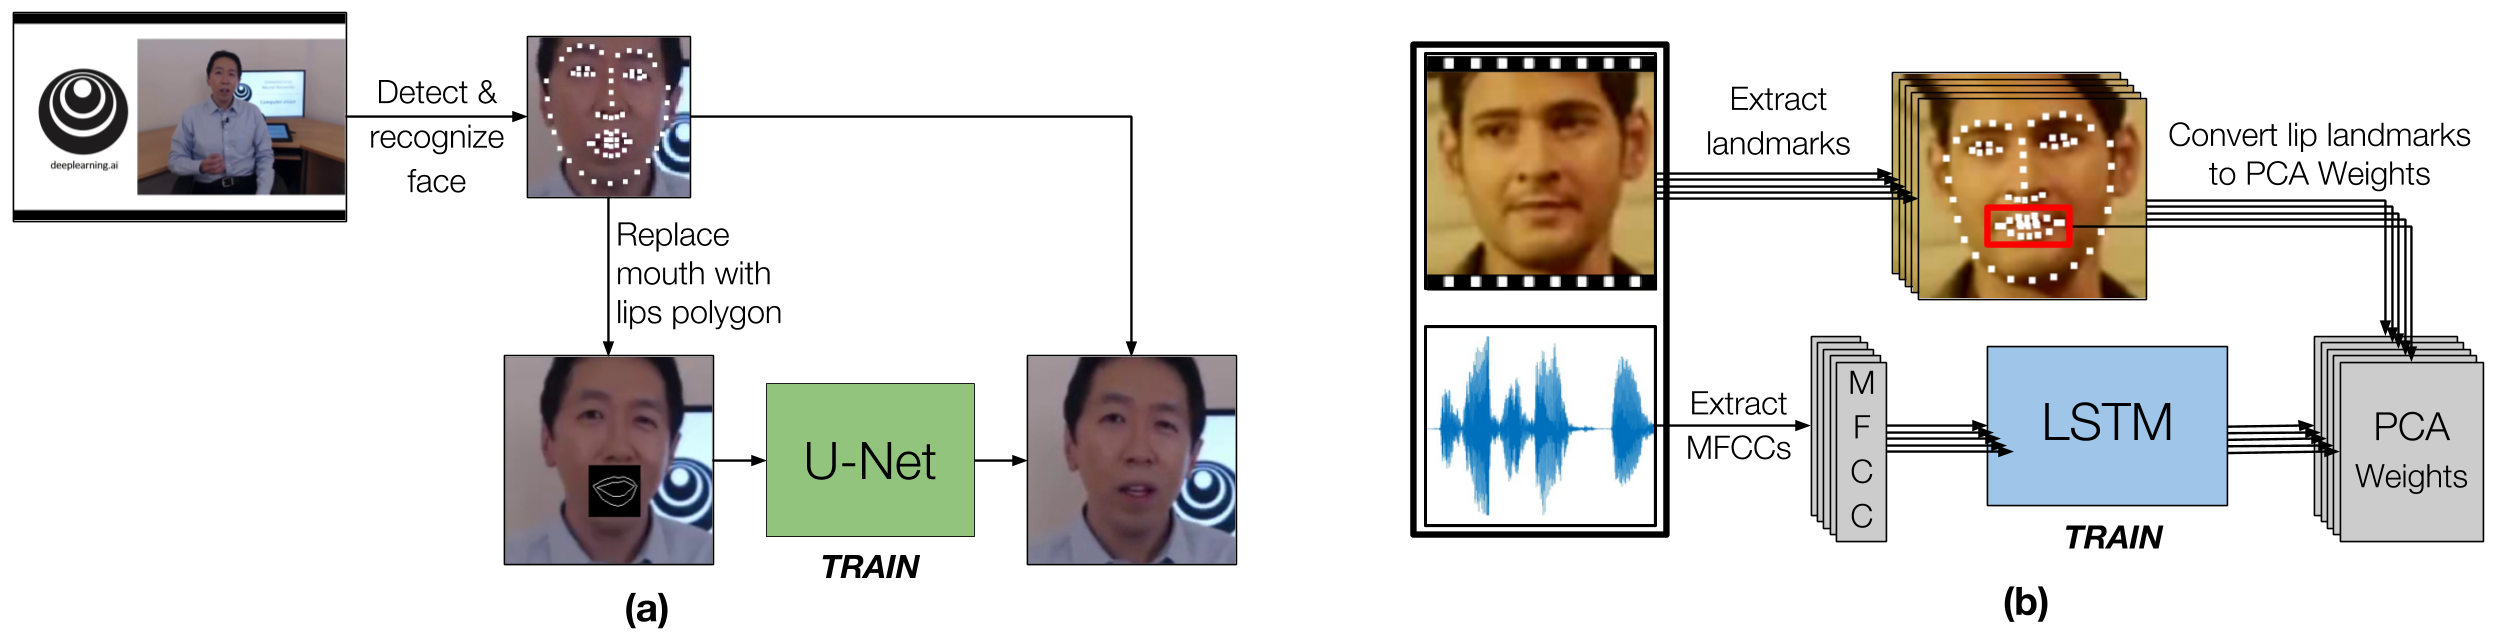 deeplearning.ai
Detect &
recognize
face
Replace
mouth with
lips polygon
U-Net
TRAIN
(a)
Extract
landmarks
Convert lip landmarks
to PCA Weights
Extract
MFCCs
M
F
C
C
LSTM
TRAIN
PCA
Weights
(b)